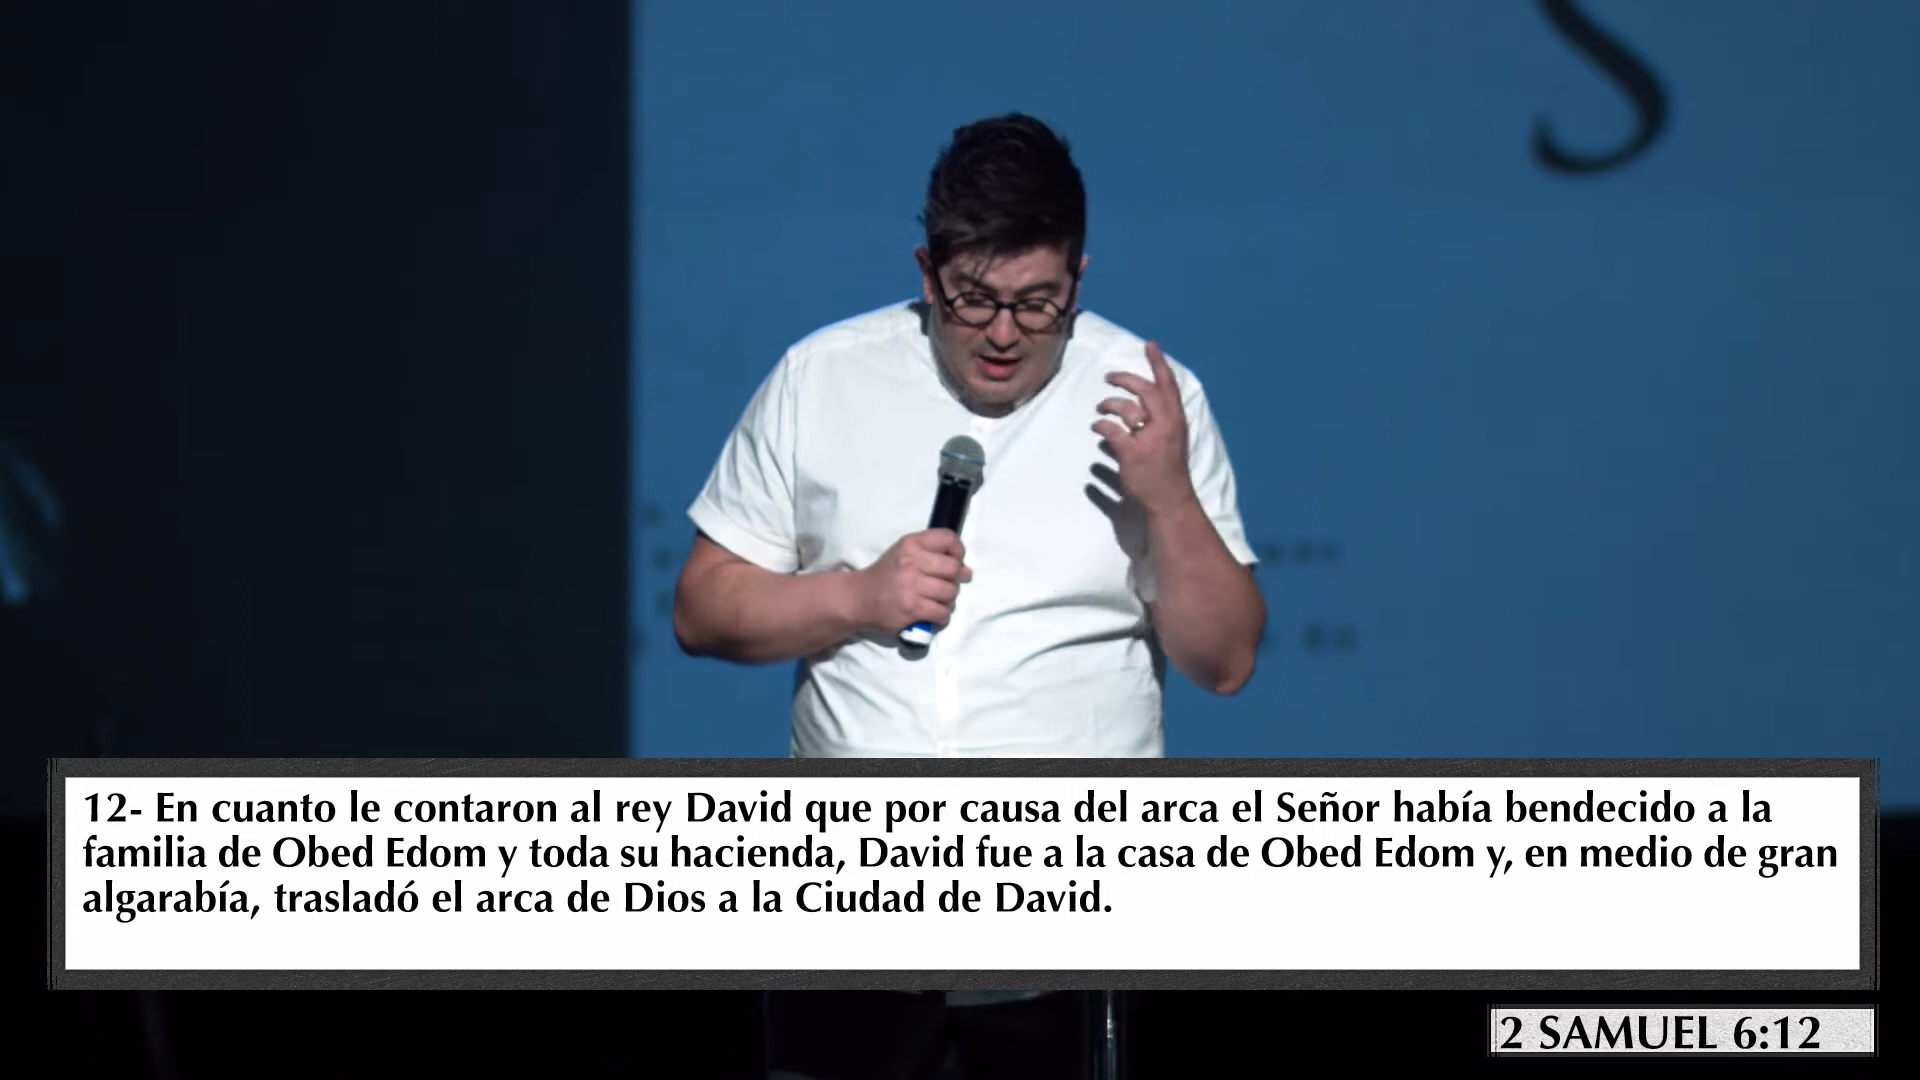 S
12- En cuanto le contaron al rey David que por causa del arca el Señor había bendecido a la
familia de Obed Edom y toda su hacienda, David fue a la casa de Obed Edom y, en medio de gran
algarabía, trasladó el arca de Dios a la Ciudad de David.
2 SAMUEL 6:12